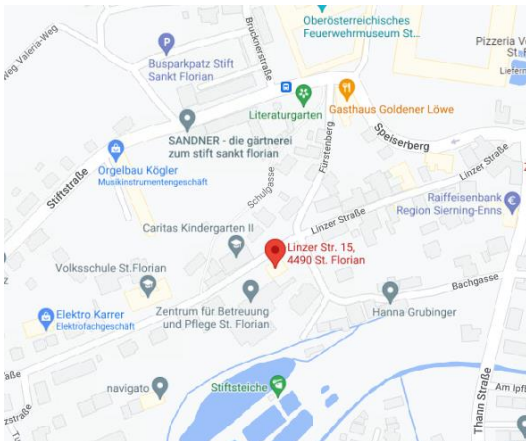 Oberösterreichisches
Feuerwehrmuseum St...
Brucknerstraße
Weg-Valeria-Weg
Busparkpatz Stift
Sankt Florian
Literaturgarten
Gasthaus Goldener Löwe
SANDNER - die gärtnerei
zum stift sankt florian
Speiserberg
Fürstenberg
Orgelbau Kögler
Musikinstrumentengeschäft
Stiftstraße
Schulgasse
Linzer Straße
Linzer Straße
Raiffeisenbank
Region Sierning-Enns
Caritas Kindergarten II
Linzer Str. 15,
4490 St. Florian
Volksschule St.Florian
Bachgasse
Zentrum für Betreuung
und Pflege St. Florian
Hanna Grubinger
Elektro Karrer
Elektrofachgeschäft
Thann Straße
navigato
Stiftsteiche